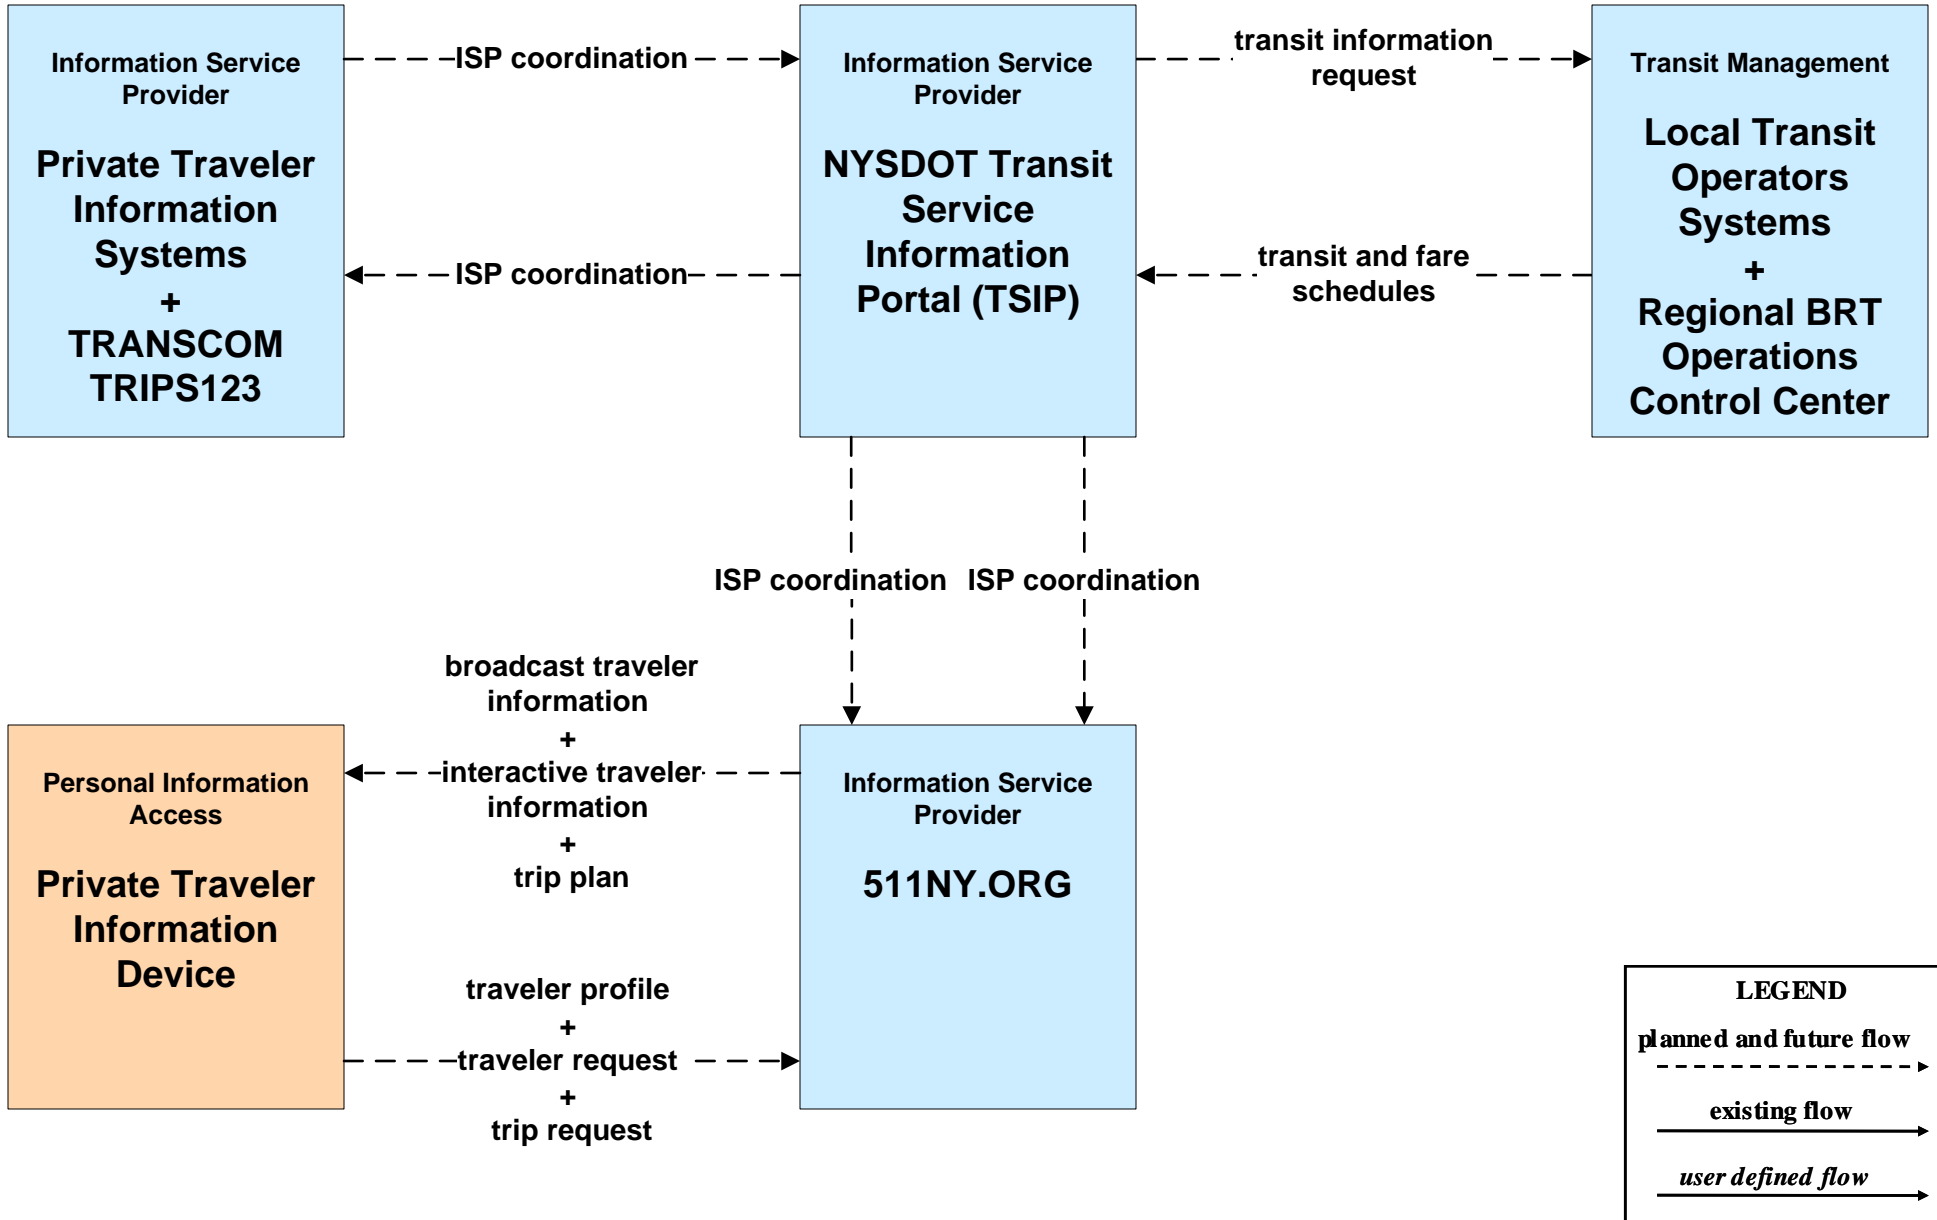 Information Service
Provider
Private Traveler
Information
Systems
+
TRANSCOM
TRIPS123
ISP coordination
ISP coordination
Information Service
Provider
NYSDOT Transit
Service
Information
Portal (TSIP)
transit information
request
transit and fare
schedules
Transit Management
Local Transit
Operators
Systems
+
Regional BRT
Operations
Control Center
ISP coordination
ISP coordination
Personal Information
Access
Private Traveler
Information
Device
broadcast traveler
information
+
interactive traveler
information
+
trip plan
traveler profile
+
traveler request
+
trip request
Information Service
Provider
511NY.ORG
LEGEND
planned and future flow
existing flow
user defined flow